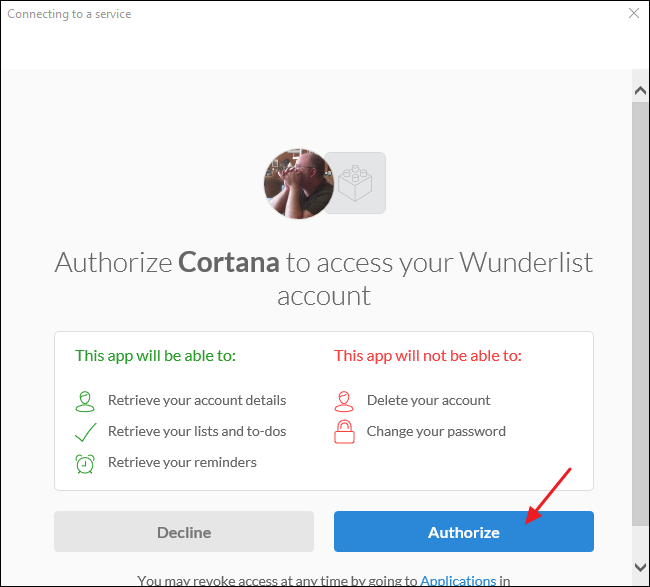 Connecting to a service
Authorize Cortana to access your Wunderlist
account
This app will be able to:
Retrieve your account details
Retrieve your lists and to-dos
Retrieve your reminders
This app will not be able to:
Delete your account
Change your password
Decline
Authorize
You may revoke access at any time by going to Applications in